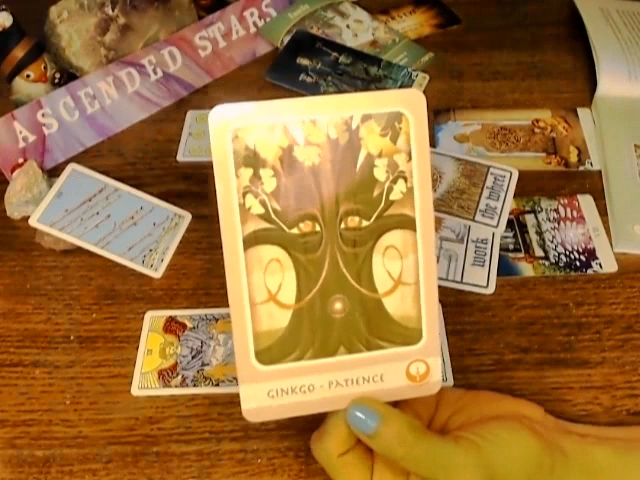 ASCENDED STARS
the wheel
work
GINKGO - PATIENCE